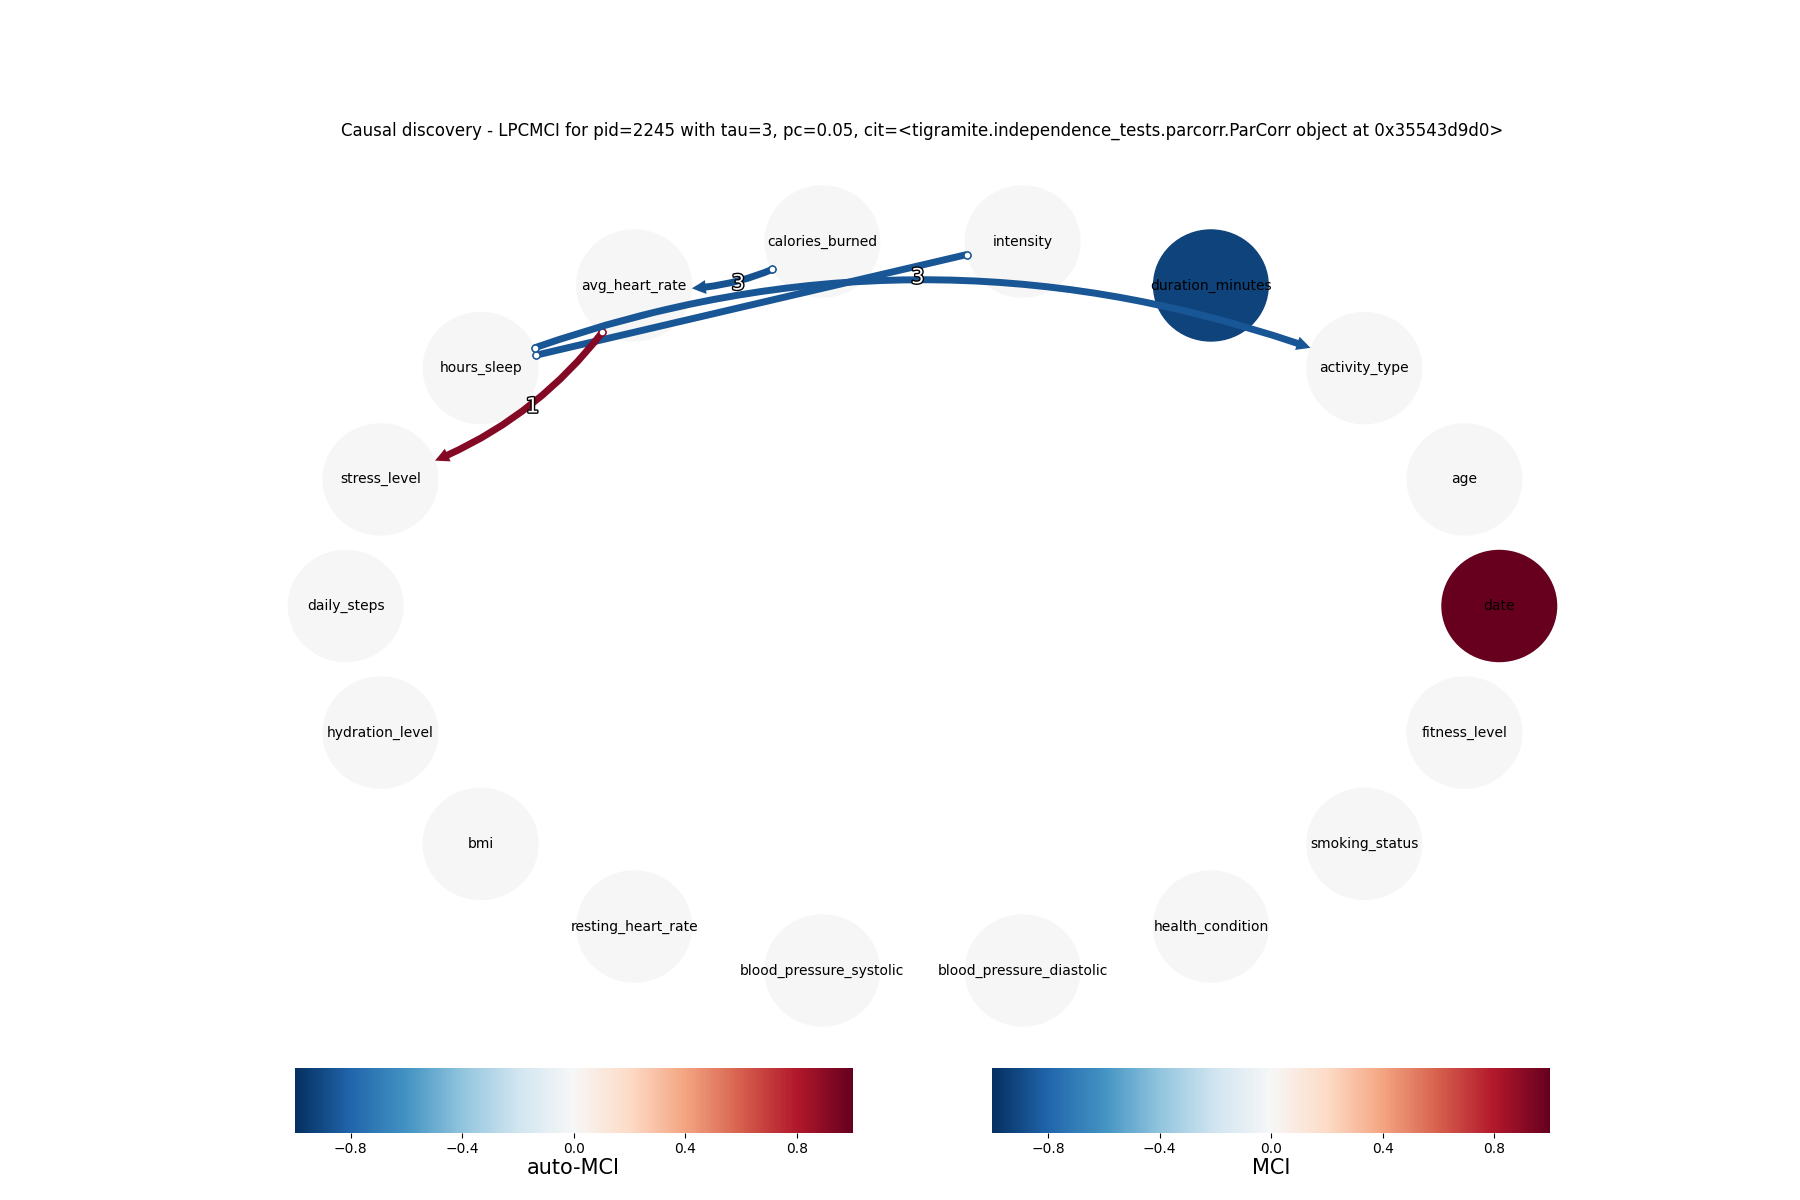 Causal discovery - LPCMCI for pid=2245 with tau=3, pc=0.05, cit=<tigramite.independence_tests.parcorr.ParCorr object at 0x35543d9d0>
calories_burned
intensity
avg_heart_rate
3
3
duration_minutes
hours_sleep
activity_type
1
stress_level
age
daily_steps
date
hydration_level
fitness_level
bmi
smoking_status
resting_heart_rate
health_condition
blood_pressure_systolic
blood_pressure_diastolic
−0.8 −0.4 0.0 0.4 0.8
auto-MCI
−0.8 −0.4 0.0 0.4 0.8
MCI